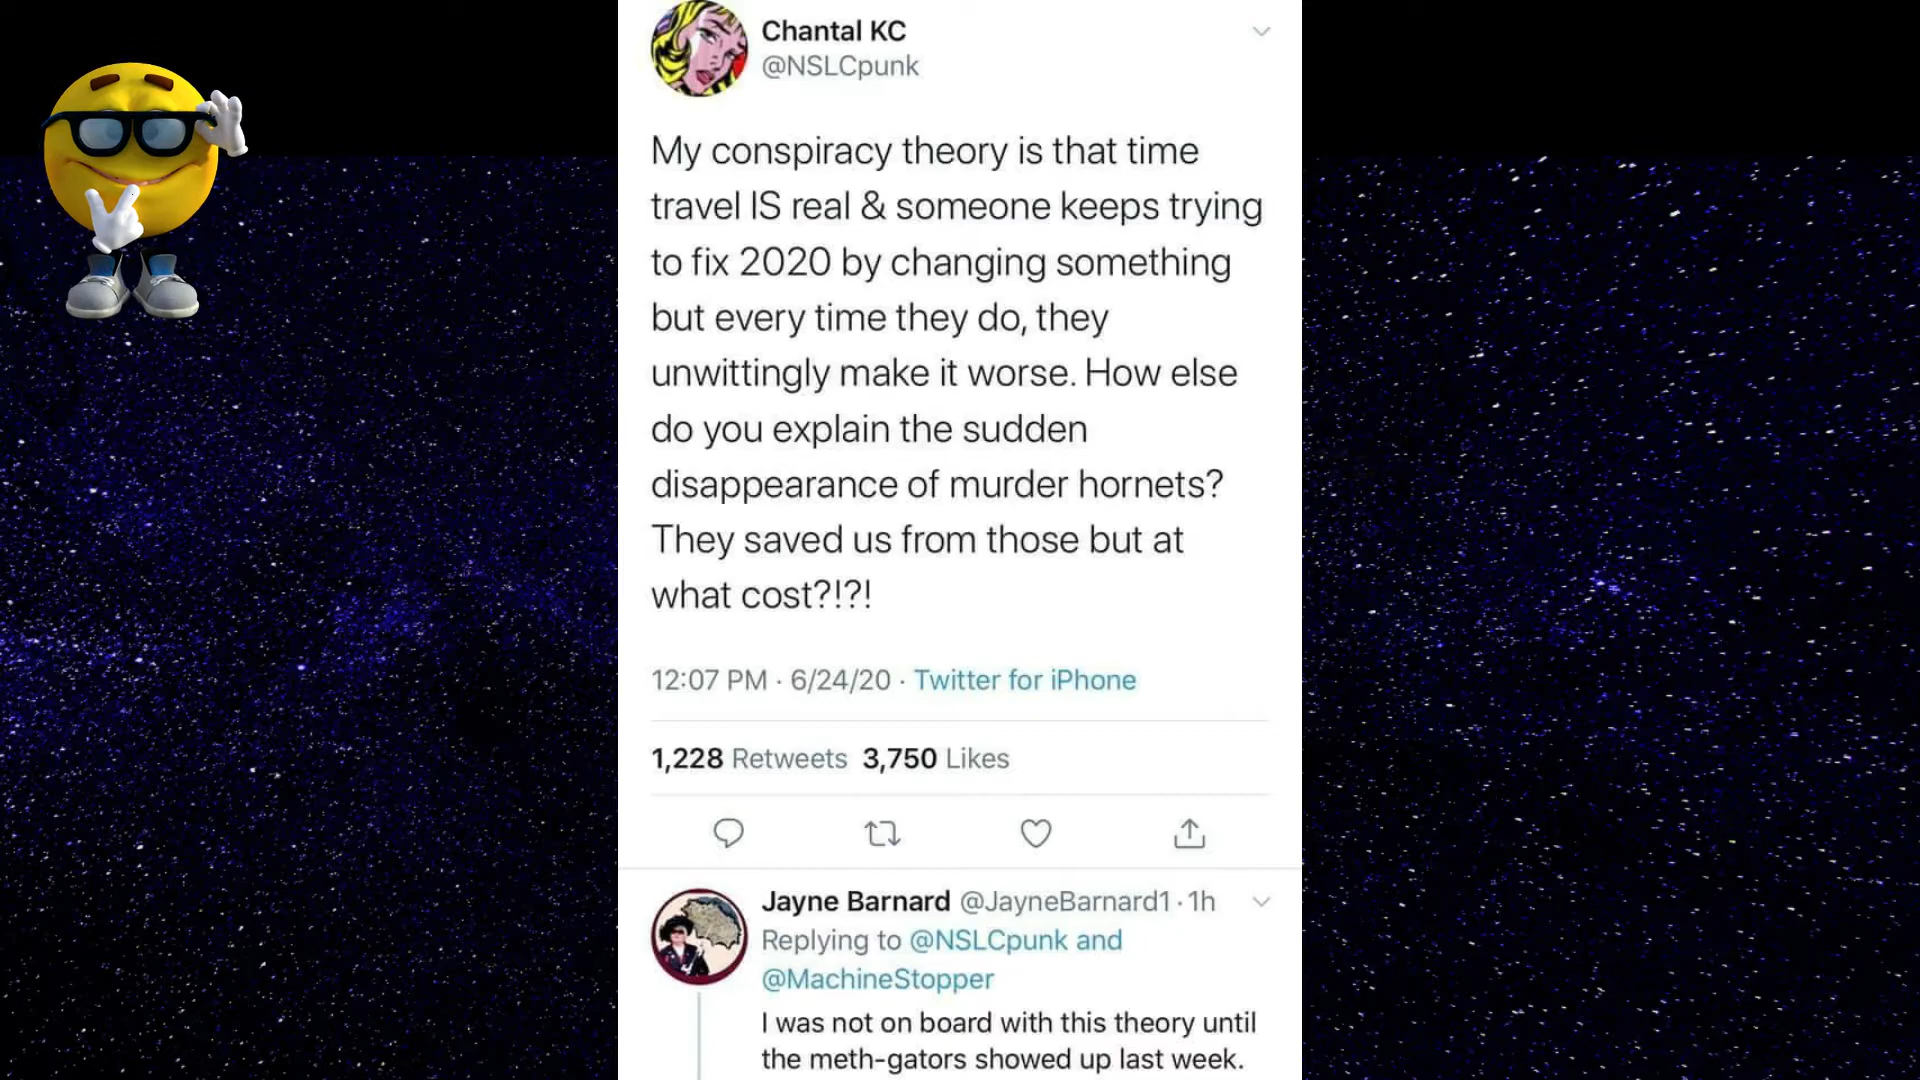 Chantal KC
@NSLCpunk
My conspiracy theory is that time
travel IS real & someone keeps trying
to fix 2020 by changing something
but every time they do, they
unwittingly make it worse. How else
do you explain the sudden
disappearance of murder hornets?
They saved us from those but at
what cost?!?!
12:07 PM · 6/24/20 · Twitter for iPhone
1,228 Retweets 3,750 Likes
Jayne Barnard @JayneBarnard1 · 1h
Replying to @NSLCpunk and
@MachineStopper
I was not on board with this theory until
the meth-gators showed up last week.